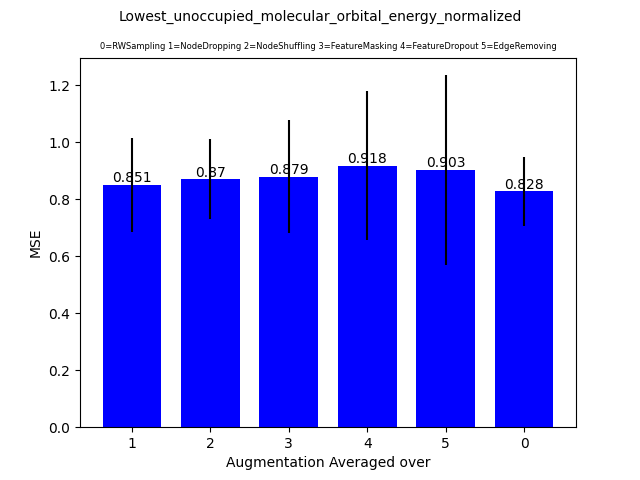 Lowest_unoccupied_molecular_orbital_energy_normalized
0=RWSampling 1=NodeDropping 2=NodeShuffling 3=FeatureMasking 4=FeatureDropout 5=EdgeRemoving
1.2
1.0
0.8
0.6
0.4
0.2
0.0
MSE
0.851
0.87
0.879
0.918
0.903
0.828
1 2 3 4 5 0
Augmentation Averaged over